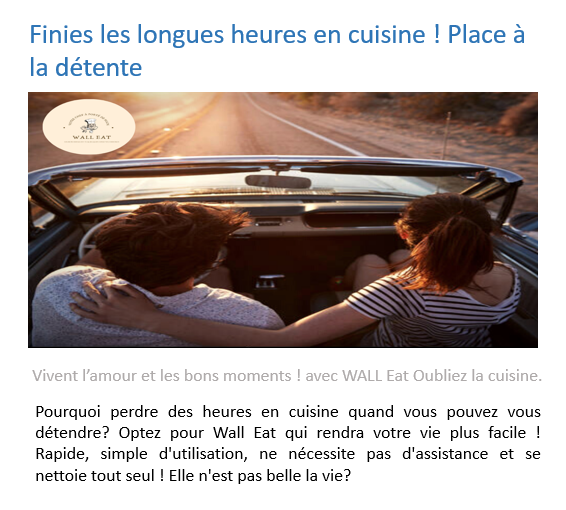 Finies les longues heures en cuisine ! Place à
la détente
WALL EAT
Vivent l’amour et les bons moments ! avec WALL Eat Oubliez la cuisine.
Pourquoi perdre des heures en cuisine quand vous pouvez vous
détendre? Optez pour Wall Eat qui rendra votre vie plus facile !
Rapide, simple d'utilisation, ne nécessite pas d'assistance et se
nettoie tout seul ! Elle n'est pas belle la vie?